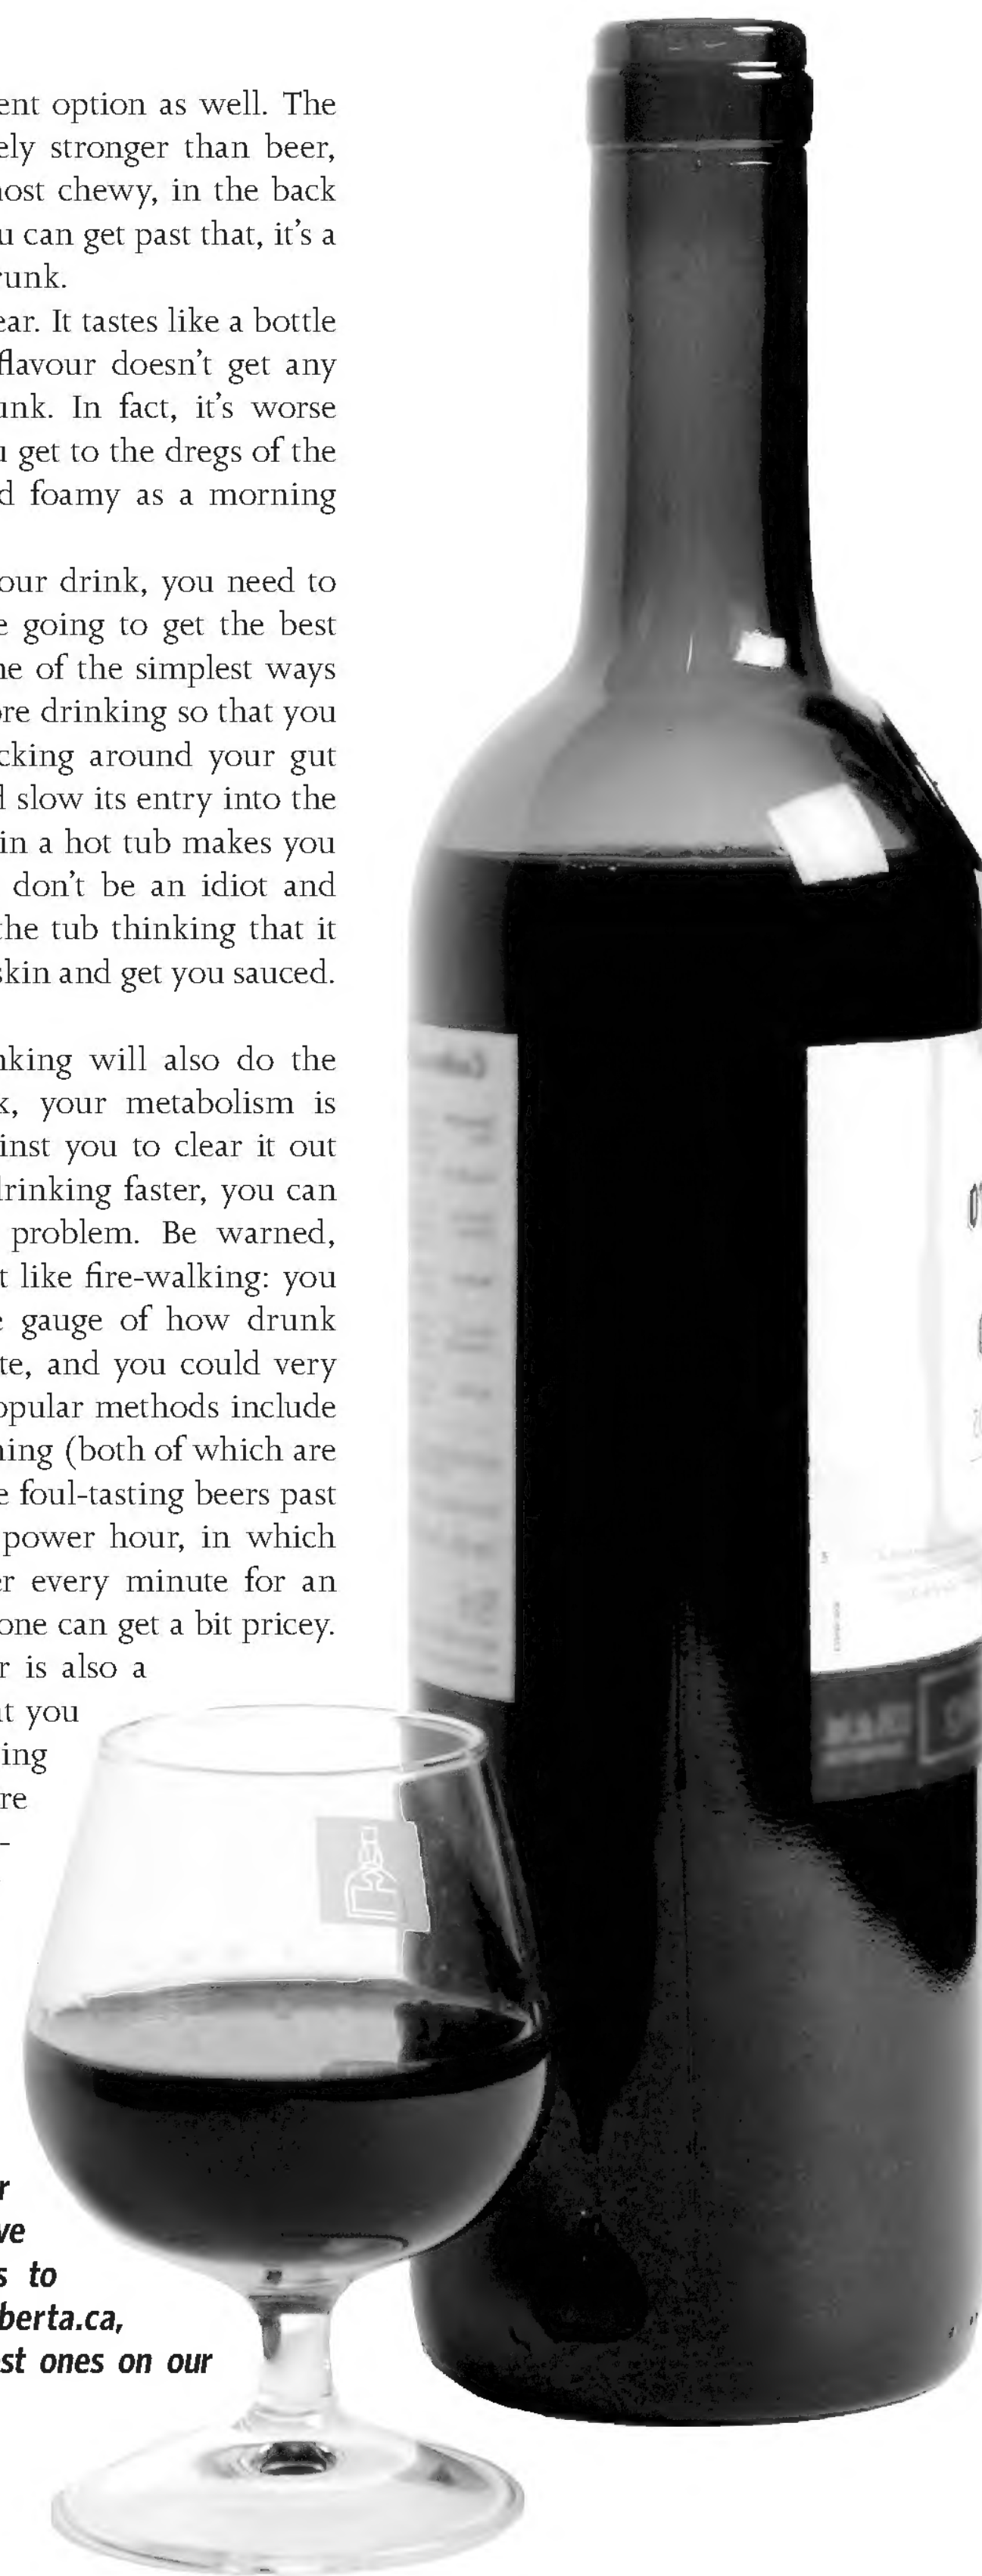 ent option as well. The
ely stronger than beer,
nost chewy, in the back
u can get past that, it's a
runk.
ear. It tastes like a bottle
flavour doesn't get any
unk. In fact, it's worse
u get to the dregs of the
d foamy as a morning
our drink, you need to
e going to get the best
ne of the simplest ways
ore drinking so that you
cking around your gut
d slow its entry into the
in a hot tub makes you
don't be an idiot and
the tub thinking that it
skin and get you sauced.
nking will also do the
k, your metabolism is
inst you to clear it out
drinking faster, you can
problem. Be warned,
t like fire-walking: you
e gauge of how drunk
te, and you could very
opular methods include
ning (both of which are
e foul-tasting beers past
power hour, in which
er every minute for an
one can get a bit pricey.
r is also a
at you
ing
re
-
r
ve
s to
berta.ca,
st ones on our